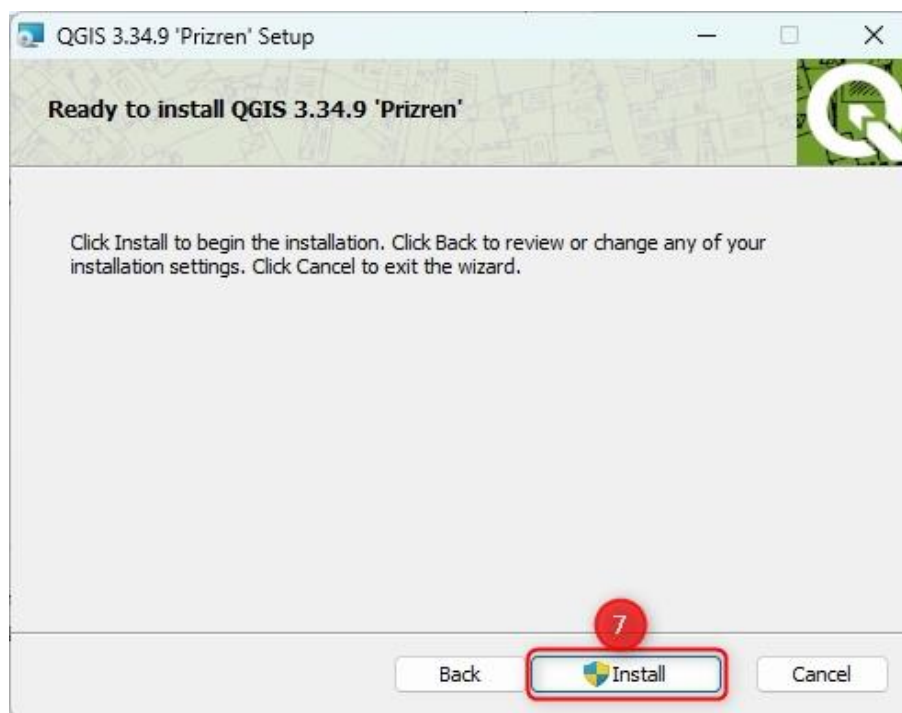 QGIS 3.34.9 'Prizren' Setup
Ready to install QGIS 3.34.9 'Prizren'
Click Install to begin the installation. Click Back to review or change any of your
installation settings. Click Cancel to exit the wizard.
7
Back Install Cancel